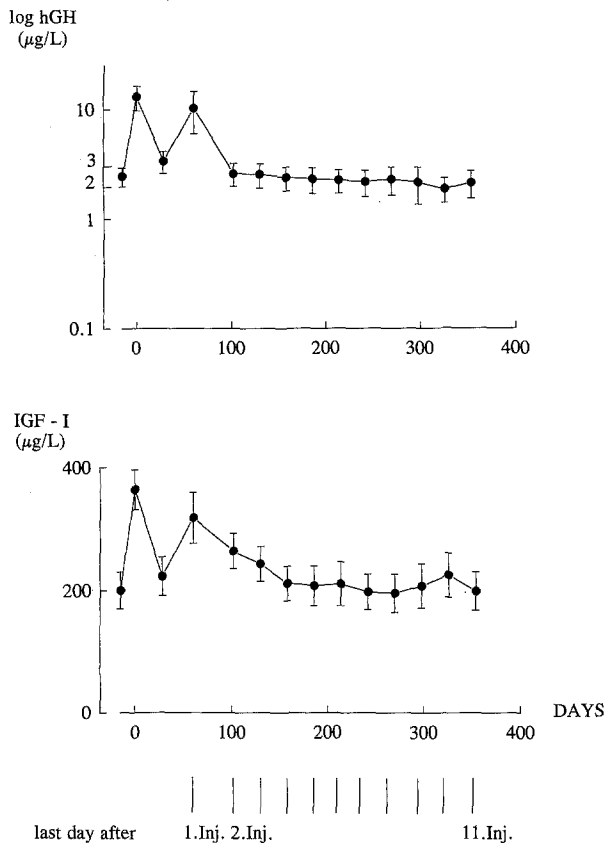 log hGH
(μg/L)
10
3
2
1
0.1
0 100 200 300 400
IGF - I
(μg/L)
400
200
0
0 100 200 300 400
DAYS
last day after 1.Inj. 2.Inj. 11.Inj.